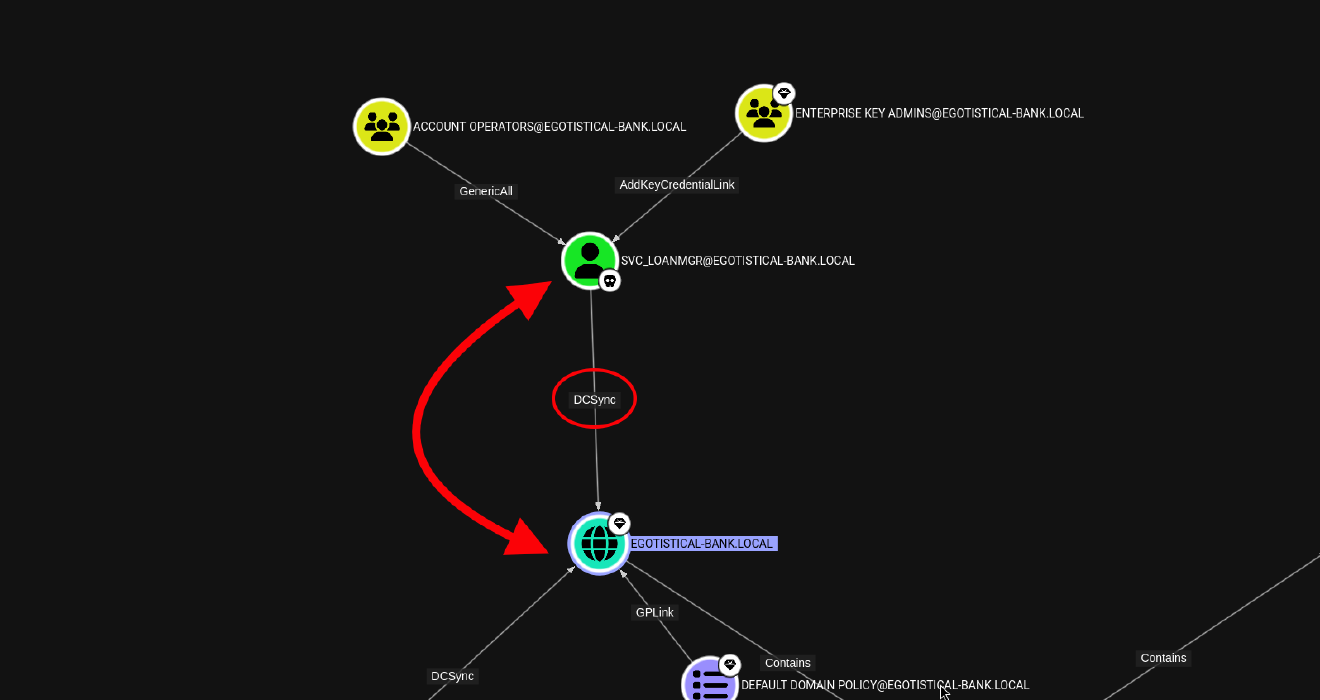 ENTERPRISE KEY ADMINS@EGOTISTICAL-BANK.LOCAL
ACCOUNT OPERATORS@EGOTISTICAL-BANK.LOCAL
AddKeyCredentialLink
GenericAll
SVC_LOANMGR@EGOTISTICAL-BANK.LOCAL
DCSync
EGOTISTICAL-BANK.LOCAL
GPLink
Contains
Contains
DCSync
DEFAULT DOMAIN POLICY@EGOTISTICAL-BANK.LOCAL